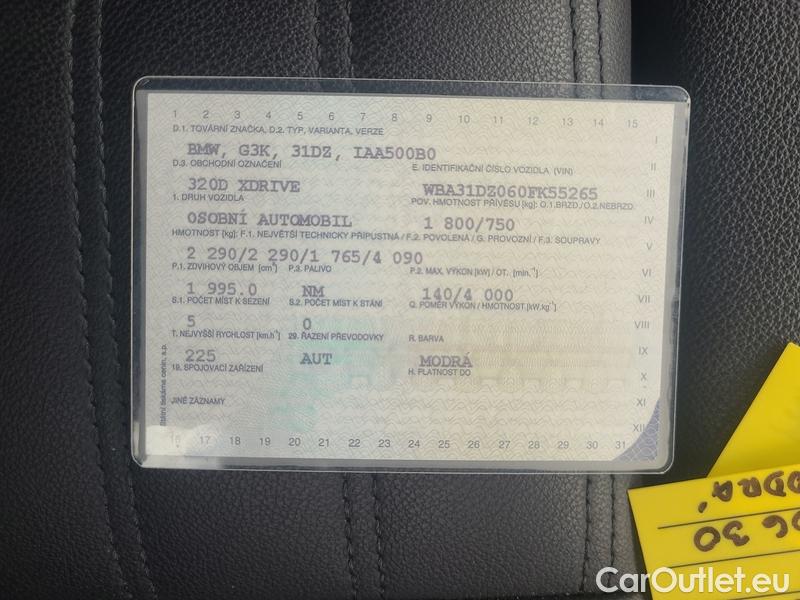 1 2 3 4 5 6 7 8 9 10 11 12 13 14 15
D.1. TOVÁRNÍ ZNAČKA, D.2. TYP, VARIANTA, VERZE
I
BMW, G3K, 31DZ, IAA500B0
D.3. OBCHODNÍ OZNAČENÍ E. IDENTIFIKAČNÍ ČÍSLO VOZIDLA (VIN)
II
320D XDRIVE WBA31DZ060FK55265
III
1. DRUH VOZIDLA POV. HMOTNOST PŘÍVĚSU [kg]: O.1.BRZD./O.2.NEBRZD.
OSOBNÍ AUTOMOBIL 1 800/750
IV
HMOTNOST [kg]: F.1. NEJVĚTŠÍ TECHNICKY PŘÍPUSTNÁ / F.2. POVOLENÁ / G. PROVOZNÍ / F.3. SOUPRAVY
V
2 290/2 290/1 765/4 090
P.1. ZDVIHOVÝ OBJEM [cm³] P.3. PALIVO P.2. MAX. VÝKON [kW] / OT. [min.⁻¹]
VI
1 995.0 NM 140/4 000
VII
S.1. POČET MÍST K SEZENÍ S.2. POČET MÍST K STÁNÍ Q. POMĚR VÝKON / HMOTNOST [kW.kg⁻¹]
5 0
VIII
T. NEJVYŠŠÍ RYCHLOST [km.h⁻¹] 29. ŘAZENÍ PŘEVODOVKY R. BARVA
225 AUT MODRÁ
IX
19. SPOJOVACÍ ZAŘÍZENÍ H. PLATNOST DO
X
JINÉ ZÁZNAMY
XI
XII
16 17 18 19 20 21 22 23 24 25 26 27 28 29 30 31
Státní tiskárna cenin, s.p.
G 30
DRÁ
CarOutlet.eu